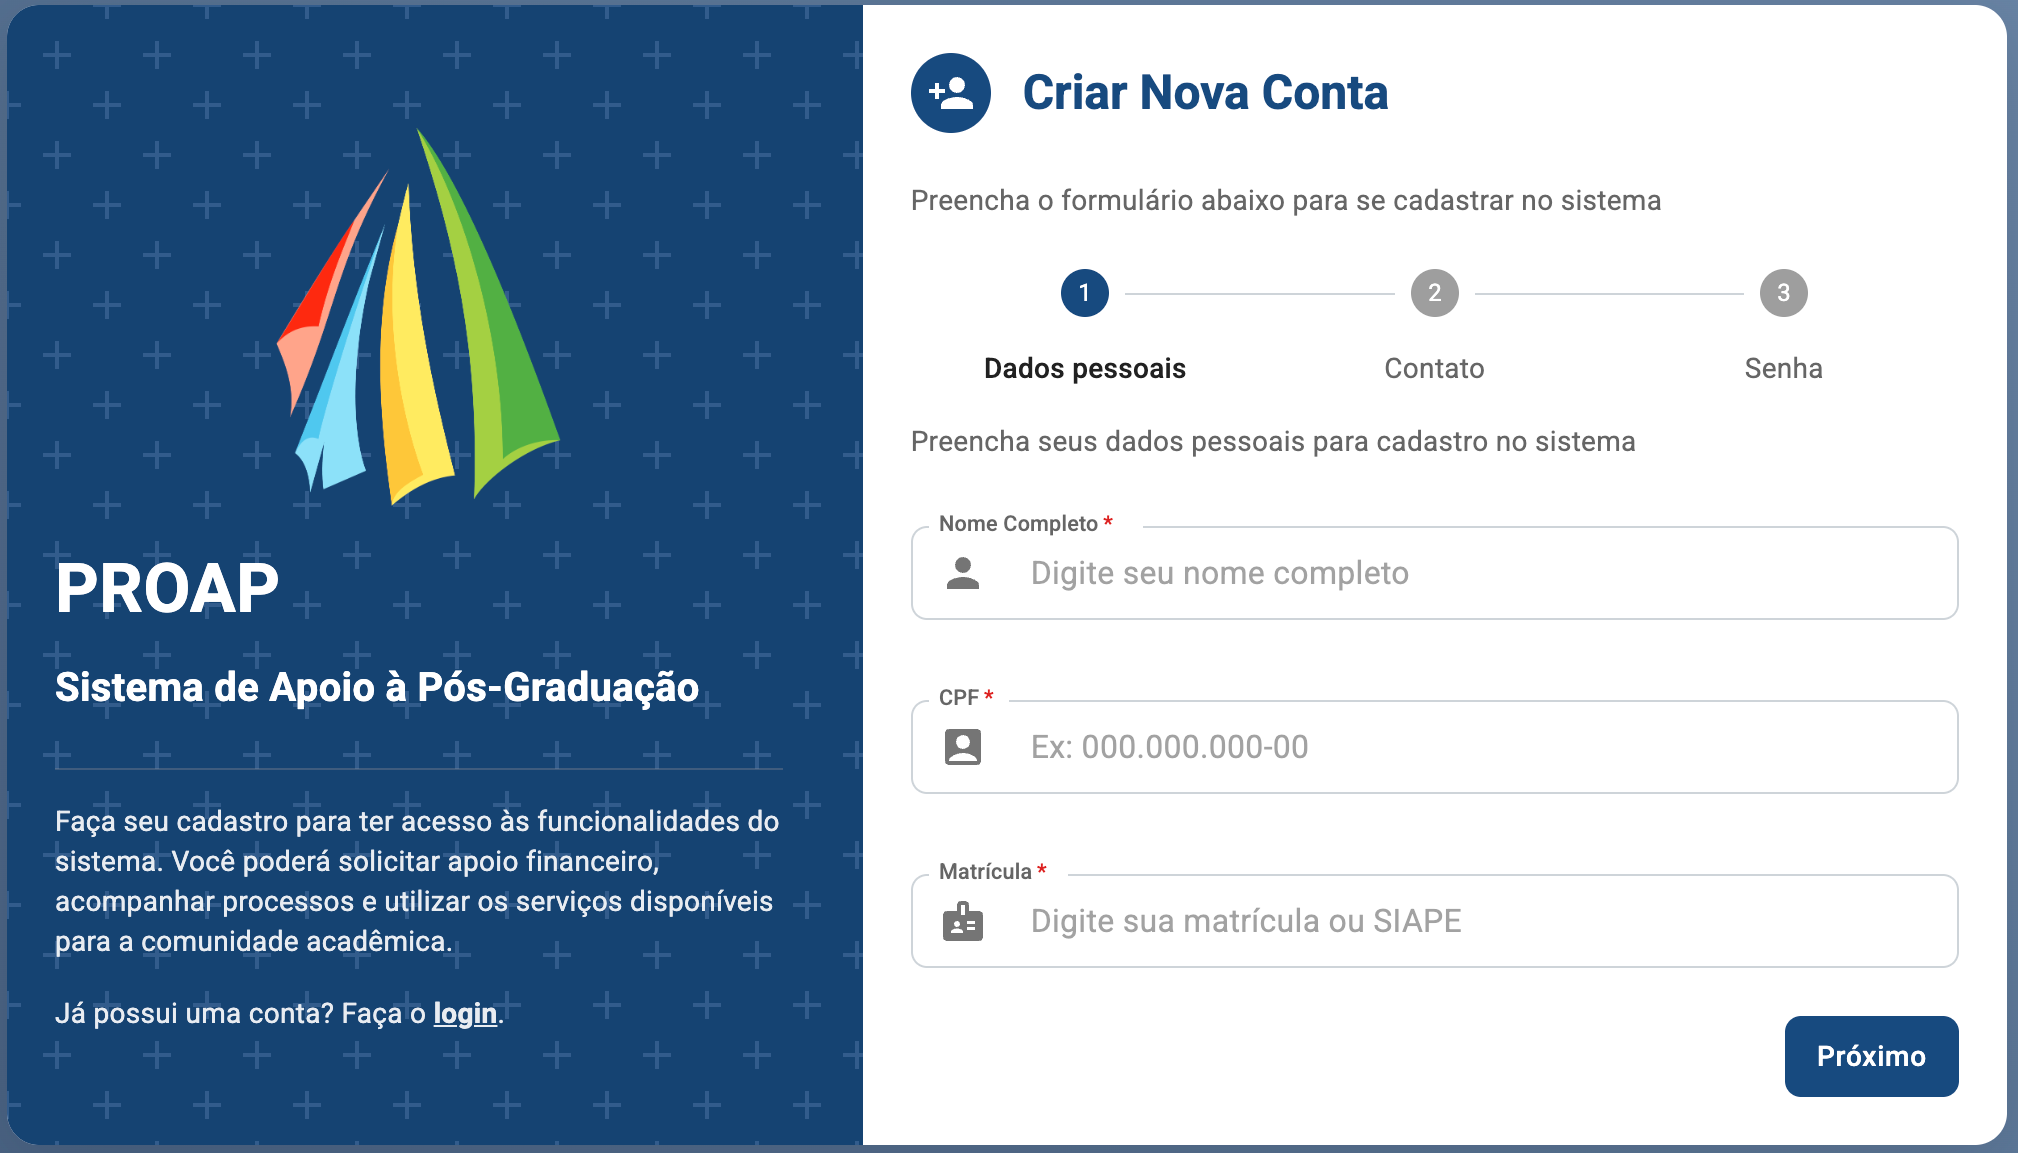 PROAP
Sistema de Apoio à Pós-Graduação
Faça seu cadastro para ter acesso às funcionalidades do
sistema. Você poderá solicitar apoio financeiro,
acompanhar processos e utilizar os serviços disponíveis
para a comunidade acadêmica.
Já possui uma conta? Faça o login.
Criar Nova Conta
Preencha o formulário abaixo para se cadastrar no sistema
1 2 3
Dados pessoais Contato Senha
Preencha seus dados pessoais para cadastro no sistema
Nome Completo *
Digite seu nome completo
CPF *
Ex: 000.000.000-00
Matrícula *
Digite sua matrícula ou SIAPE
Próximo